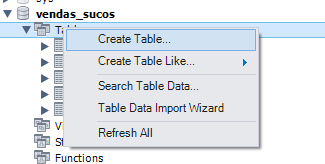 vendas_sucos
Create Table...
Create Table Like...
Search Table Data...
Table Data Import Wizard
Refresh All
Functions